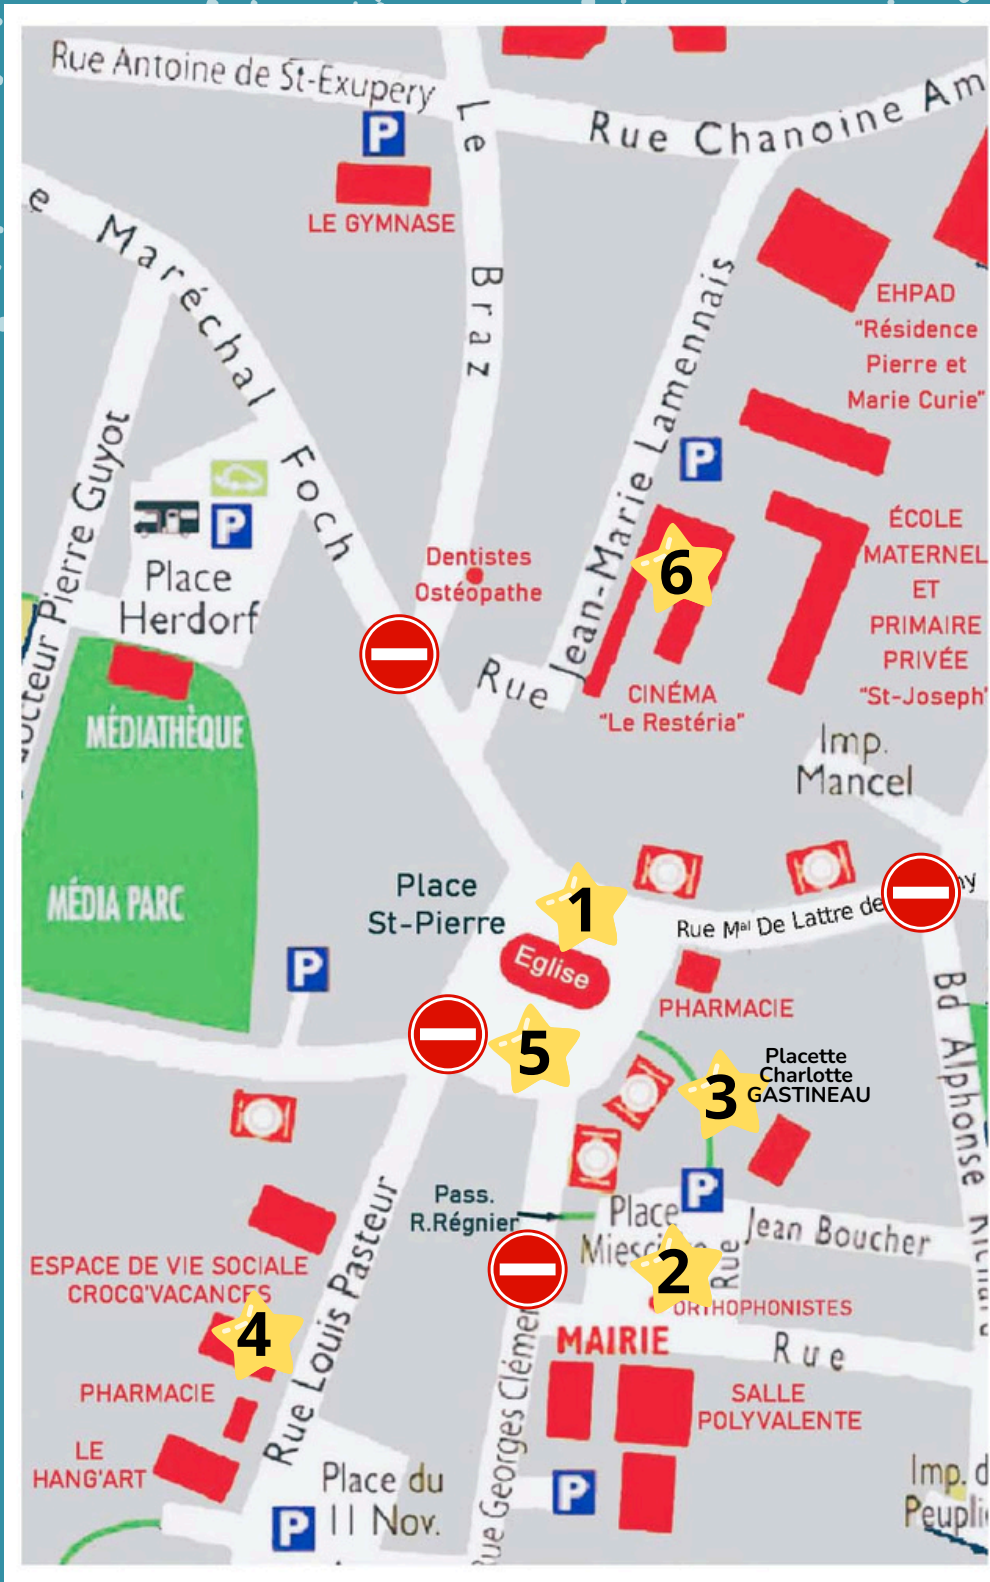 Rue Antoine de St-Exupery
Le Braz
Rue Chanoine Am
P
LE GYMNASE
e Maréchal Foch
EHPAD
"Résidence
Pierre et
Marie Curie"
Rue Jean-Marie Lamennais
P
Pierre Guyot
P
Place
Herdorf
Dentistes
Ostéopathe
6
ÉCOLE
MATERNEL
ET
PRIMAIRE
PRIVÉE
"St-Joseph"
CINÉMA
"Le Restéria"
MÉDIATHÈQUE
Imp.
Mancel
MÉDIA PARC
Place
St-Pierre
1
Rue Mal De Lattre de
ny
Eglise
P
PHARMACIE
Bd Alphonse
5
3
Placette
Charlotte
GASTINEAU
Pass.
R.Régnier
P
Place
2
Rue
Jean Boucher
ESPACE DE VIE SOCIALE
CROCQ'VACANCES
4
ORTHOPHONISTES
MAIRIE
Rue
PHARMACIE
Rue Louis Pasteur
SALLE
POLYVALENTE
LE
HANG'ART
Rue Georges Clémen
Place du
11 Nov.
P
P
Imp. d
Peupli